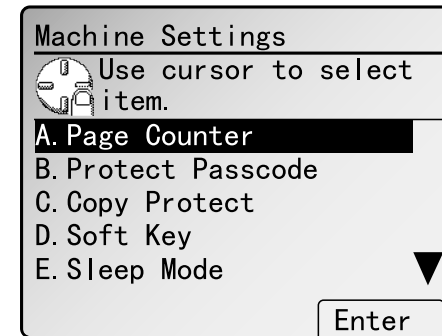 Machine Settings
Use cursor to select
item.
A. Page Counter
B. Protect Passcode
C. Copy Protect
D. Soft Key
E. Sleep Mode
Enter